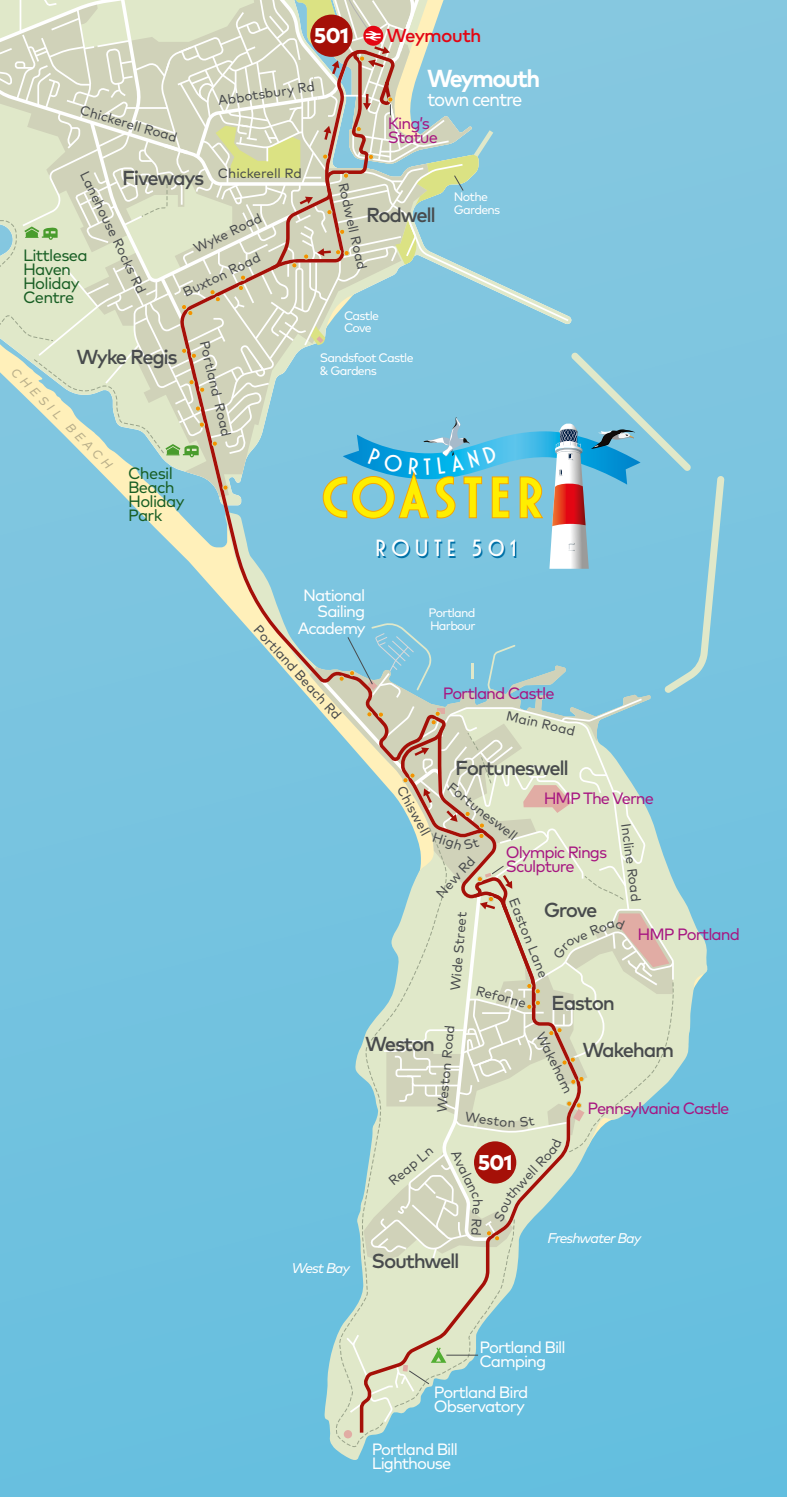 501
Weymouth
Weymouth
town centre
Abbotsbury Rd
Chickerell Road
King's
Statue
Fiveways
Chickerell Rd
Lanehouse Rocks Rd
Nothe
Gardens
Rodwell Road
Rodwell
Wyke Road
Littlesea
Haven
Holiday
Centre
Buxton Road
Castle
Cove
Wyke Regis
Portland Road
Sandsfoot Castle
& Gardens
CHESIL BEACH
Chesil
Beach
Holiday
Park
PORTLAND
COASTER
ROUTE 501
National
Sailing
Academy
Portland
Harbour
Portland Beach Rd
Portland Castle
Main Road
Fortuneswell
HMP The Verne
Fortuneswell
Chiswell
High St
Incline Road
Olympic Rings
Sculpture
New Rd
Easton Lane
Grove
Grove Road
HMP Portland
Wide Street
Reforne
Easton
Weston
Weston Road
Wakeham
Wakeham
Pennsylvania Castle
Weston St
501
Reap Ln
Avalanche Rd
Southwell Road
Freshwater Bay
Southwell
West Bay
Portland Bill
Camping
Portland Bird
Observatory
Portland Bill
Lighthouse